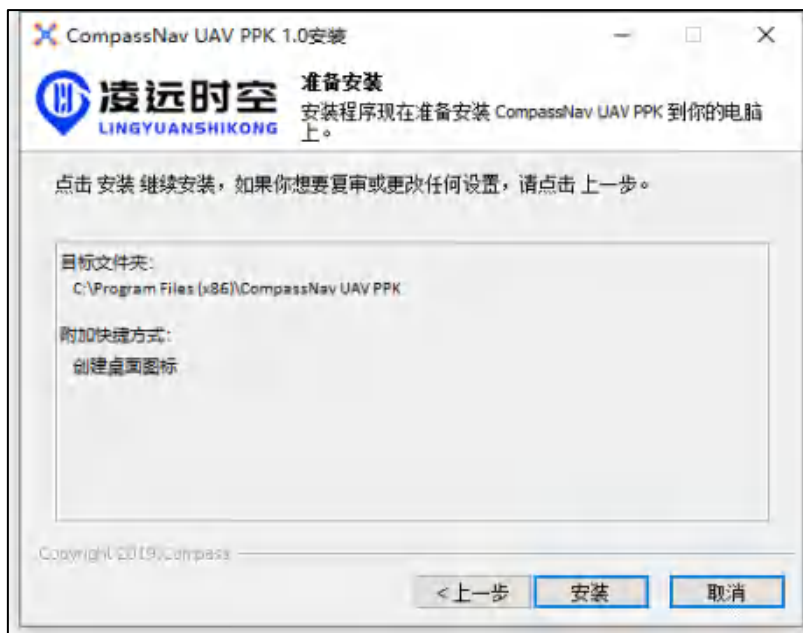 CompassNav UAV PPK 1.0安装
凌远时空
LINGYUANSHIKONG
准备安装
安装程序现在准备安装 CompassNav UAV PPK 到你的电脑
上。
点击 安装 继续安装，如果你想要复审或更改任何设置，请点击 上一步。
目标文件夹:
C:\Program Files (x86)\CompassNav UAV PPK
附加快捷方式:
创建桌面图标
Copyright 2019,Compass
<上一步
安装
取消